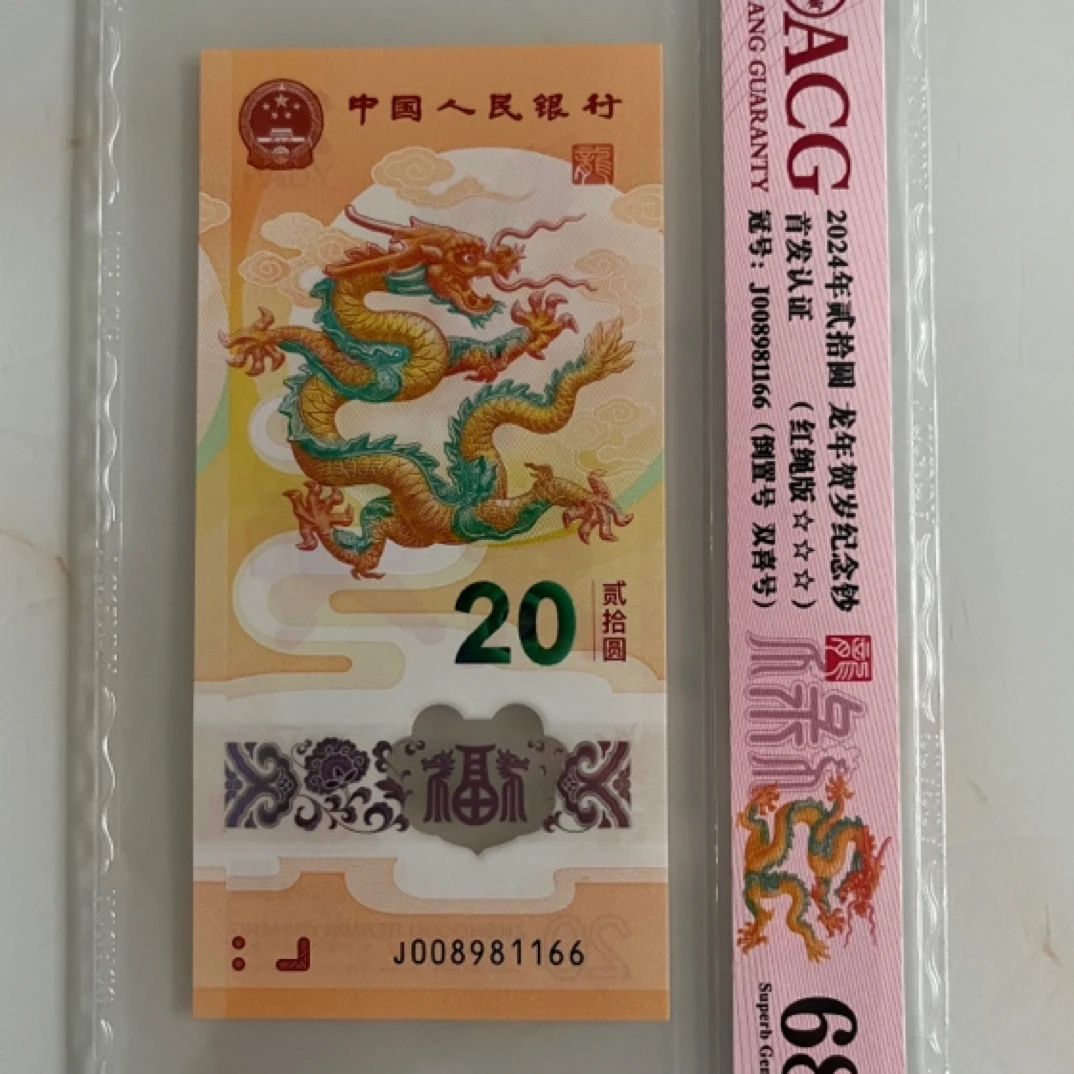 中国人民银行
龍
20
贰拾圆
福
J008981166
ACG
ANG GUARANTY
2024年贰拾圆 龙年贺岁纪念钞
首发认证 (红绳版☆☆☆)
冠号: J008981166 (倒置号 双喜号)
68
Superb Ge